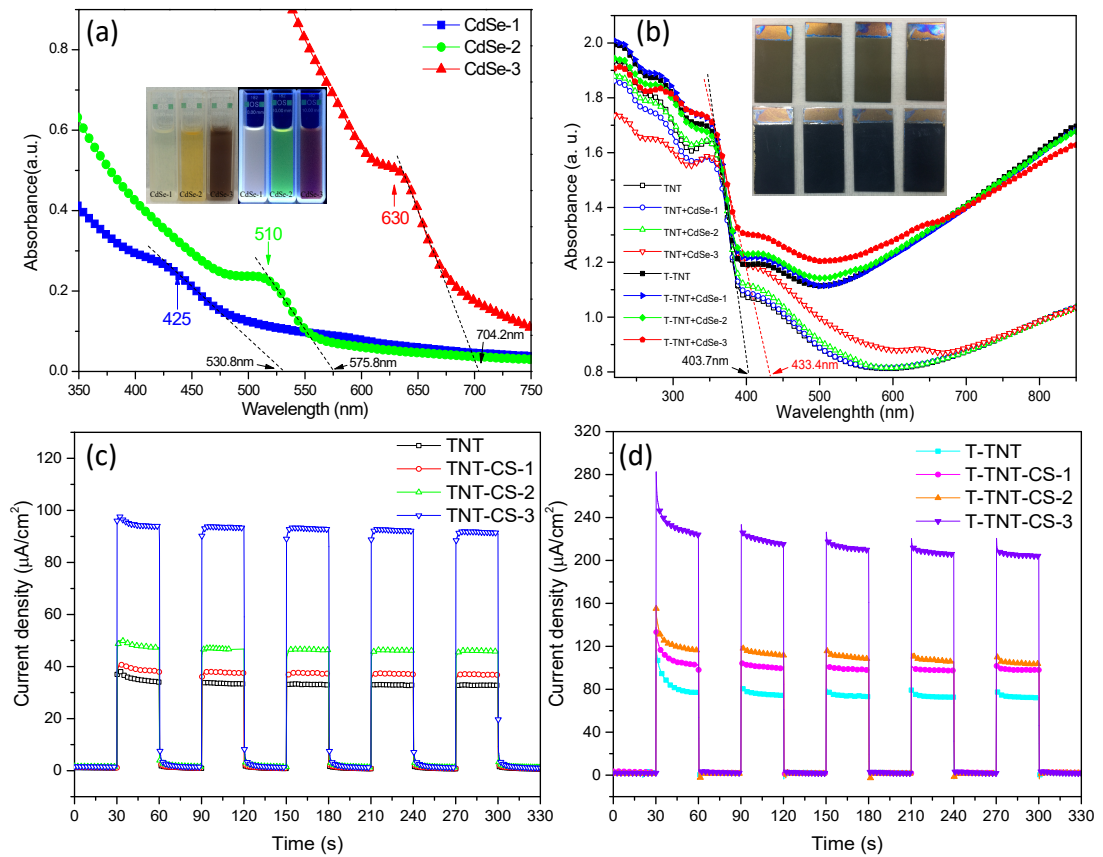 (a)
CdSe-1
CdSe-2
CdSe-3
0.8
0.6
0.4
0.2
0.0
Absorbance(a.u.)
CdSe-1 CdSe-2 CdSe-3
CdSe-1 CdSe-2 CdSe-3
425
510
630
530.8nm
575.8nm
704.2nm
350 400 450 500 550 600 650 700 750
Wavelength (nm)
(b)
2.0
1.8
1.6
1.4
1.2
1.0
0.8
Absorbance (a. u.)
TNT
TNT+CdSe-1
TNT+CdSe-2
TNT+CdSe-3
T-TNT
T-TNT+CdSe-1
T-TNT+CdSe-2
T-TNT+CdSe-3
403.7nm
433.4nm
300 400 500 600 700 800
Wavelenghth (nm)
(c)
TNT
TNT-CS-1
TNT-CS-2
TNT-CS-3
120
100
80
60
40
20
0
Current density (μA/cm²)
0 30 60 90 120 150 180 210 240 270 300 330
Time (s)
(d)
T-TNT
T-TNT-CS-1
T-TNT-CS-2
T-TNT-CS-3
320
280
240
200
160
120
80
40
0
Current density (μA/cm²)
0 30 60 90 120 150 180 210 240 270 300 330
Time (s)